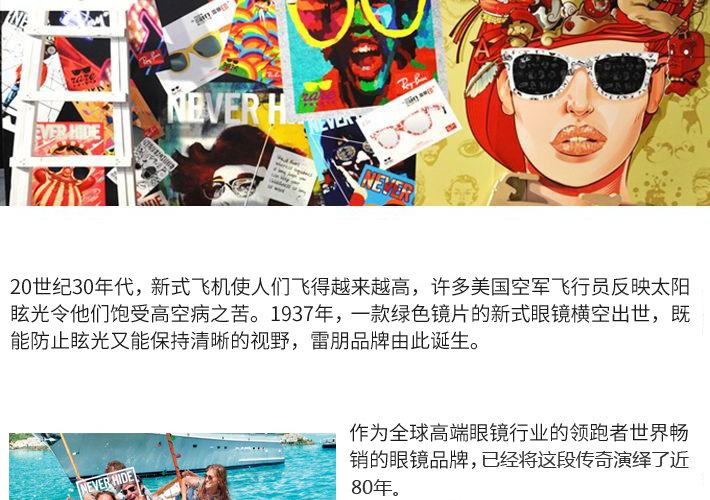 NEVER H
Ray-Ban
NEVER HIDE
NEVER
20世纪30年代，新式飞机使人们飞得越来越高，许多美国空军飞行员反映太阳
眩光令他们饱受高空病之苦。1937年，一款绿色镜片的新式眼镜横空出世，既
能防止眩光又能保持清晰的视野，雷朋品牌由此诞生。
作为全球高端眼镜行业的领跑者世界畅
销的眼镜品牌，已经将这段传奇演绎了近
80年。
NEVER HIDE